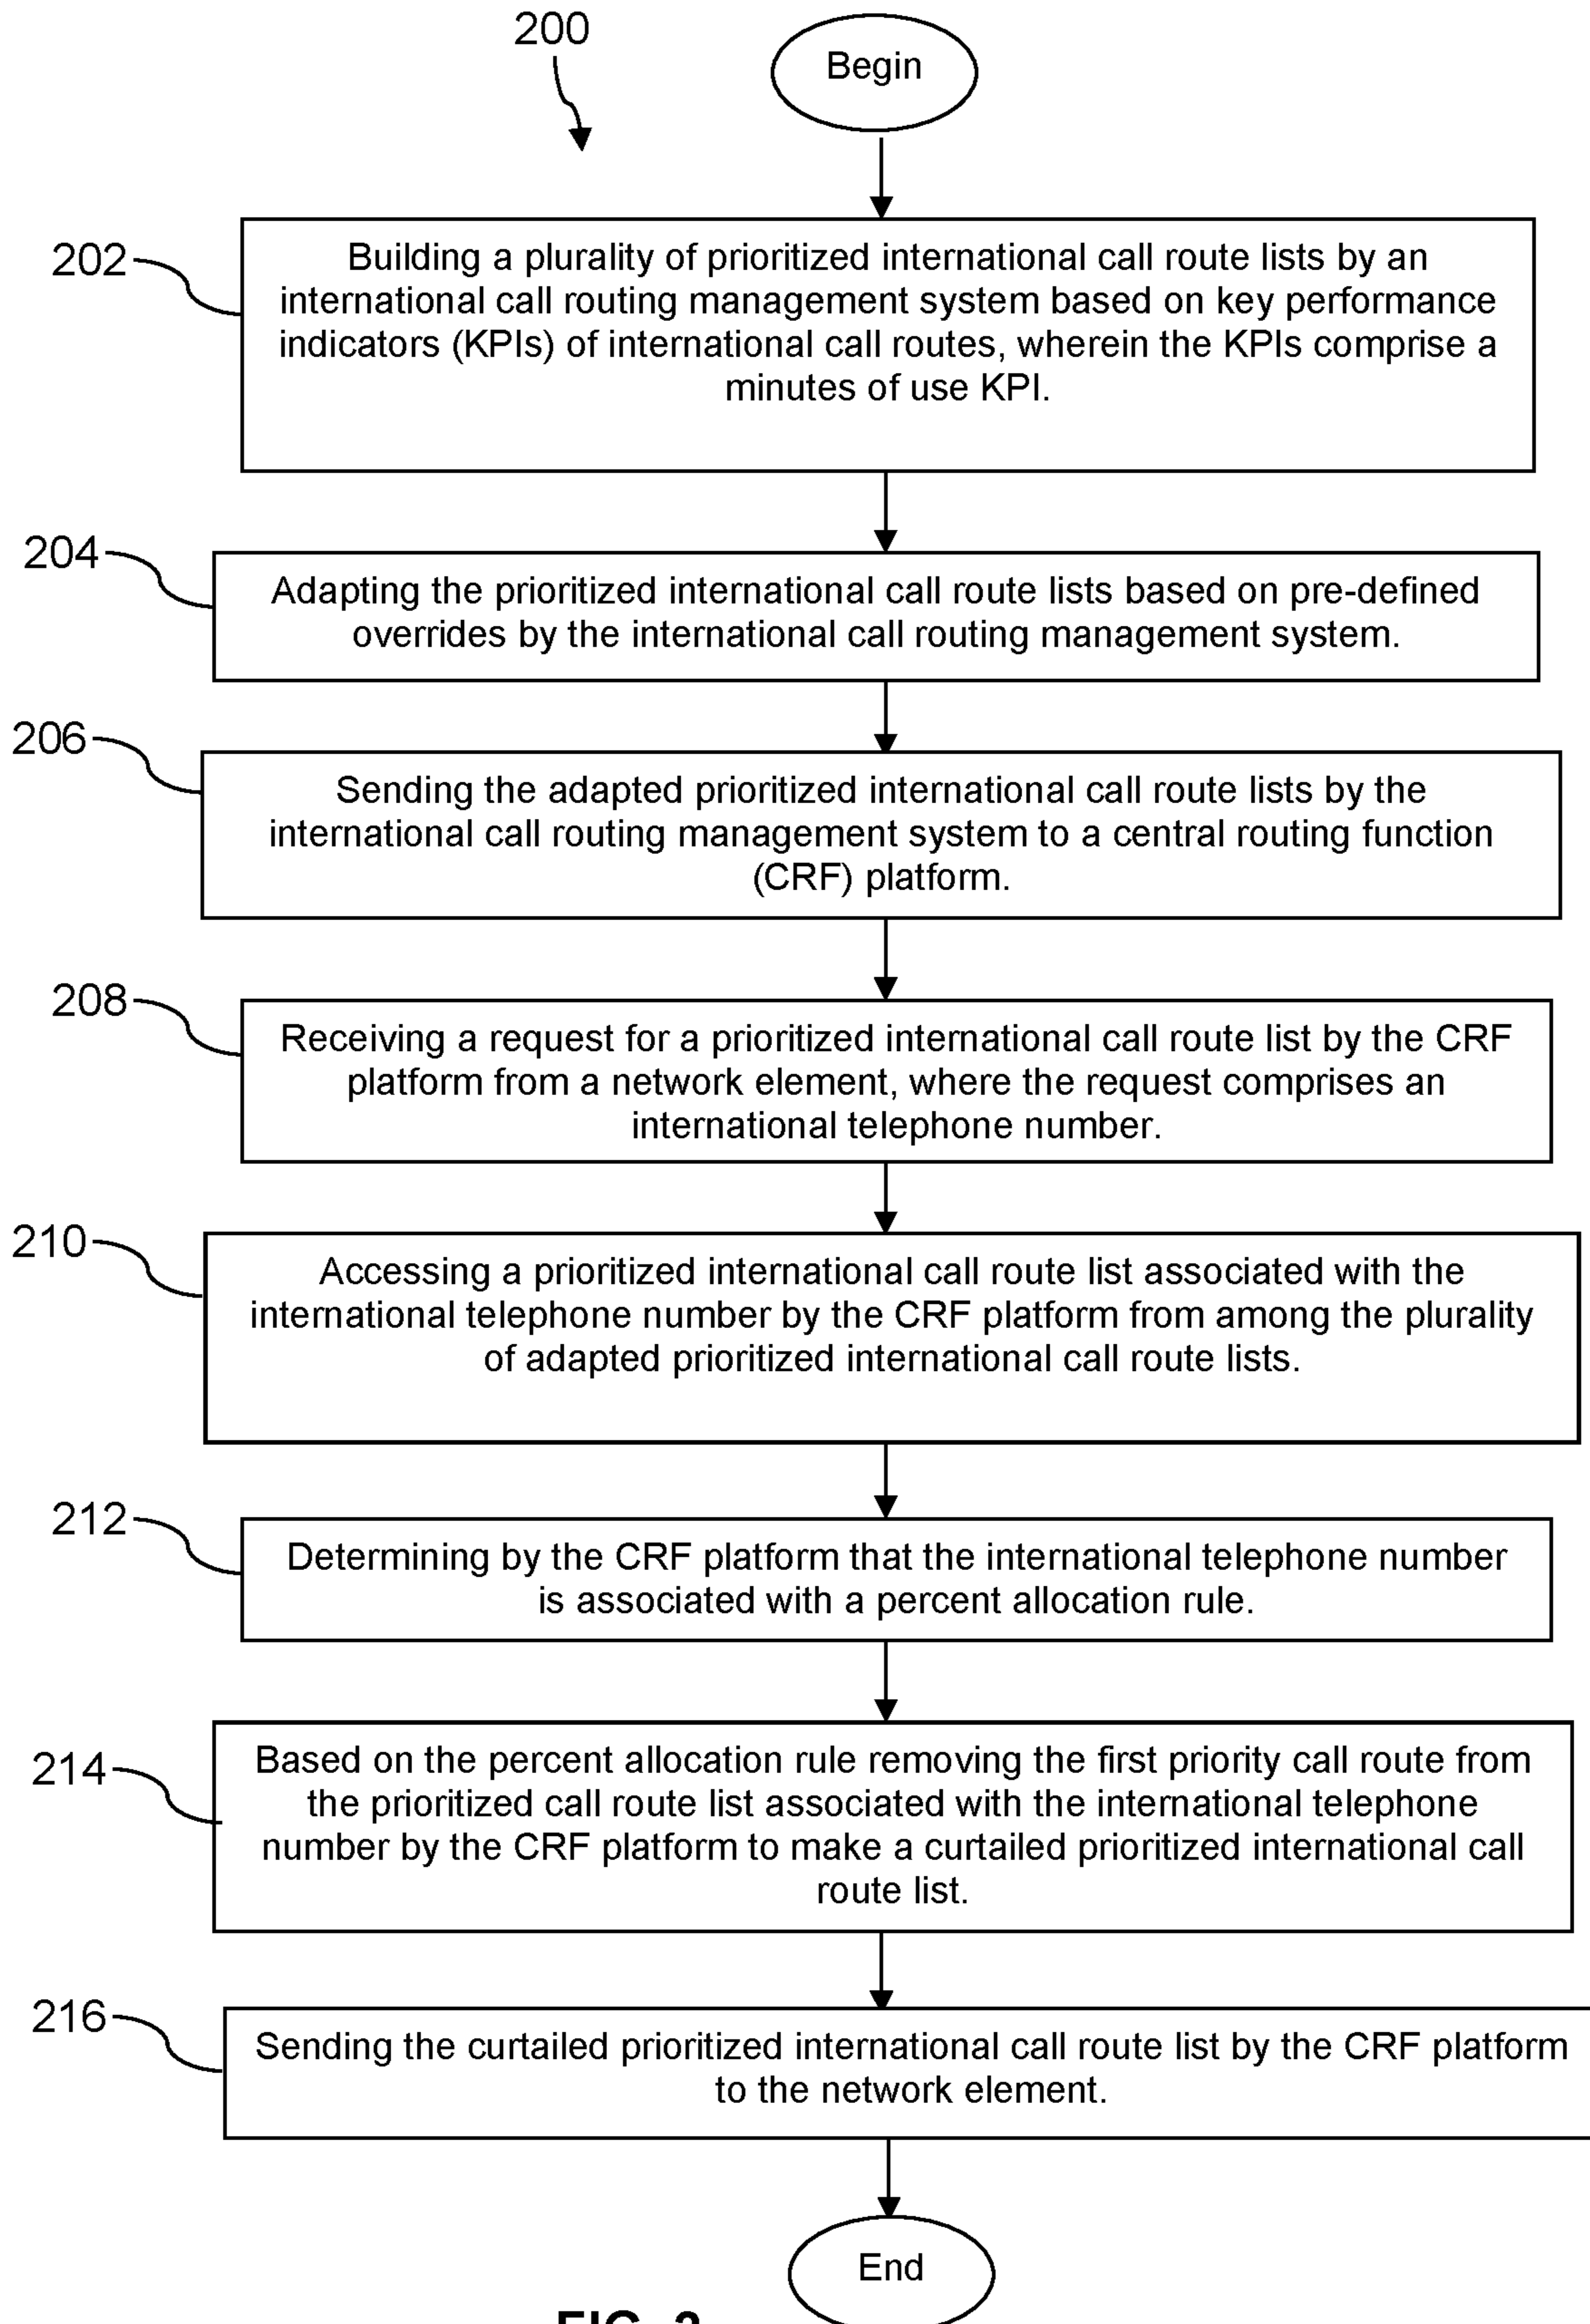 200
Begin
202
Building a plurality of prioritized international call route lists by an
international call routing management system based on key performance
indicators (KPIs) of international call routes, wherein the KPIs comprise a
minutes of use KPI.
204
Adapting the prioritized international call route lists based on pre-defined
overrides by the international call routing management system.
206
Sending the adapted prioritized international call route lists by the
international call routing management system to a central routing function
(CRF) platform.
208
Receiving a request for a prioritized international call route list by the CRF
platform from a network element, where the request comprises an
international telephone number.
210
Accessing a prioritized international call route list associated with the
international telephone number by the CRF platform from among the plurality
of adapted prioritized international call route lists.
212
Determining by the CRF platform that the international telephone number
is associated with a percent allocation rule.
214
Based on the percent allocation rule removing the first priority call route from
the prioritized call route list associated with the international telephone
number by the CRF platform to make a curtailed prioritized international call
route list.
216
Sending the curtailed prioritized international call route list by the CRF platform
to the network element.
End
FIG.